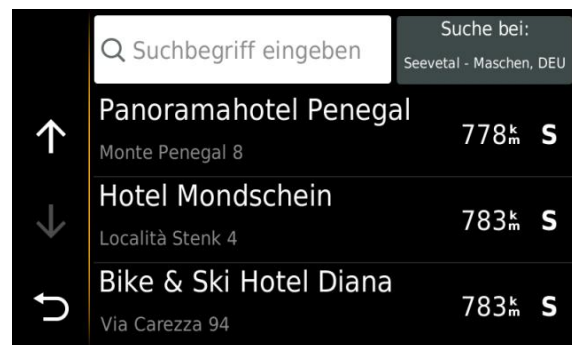 Suchbegriff eingeben
Suche bei:
Seevetal - Maschen, DEU
Panoramahotel Penegal
778 km S
Monte Penegal 8
Hotel Mondschein
783 km S
Località Stenk 4
Bike & Ski Hotel Diana
783 km S
Via Carezza 94